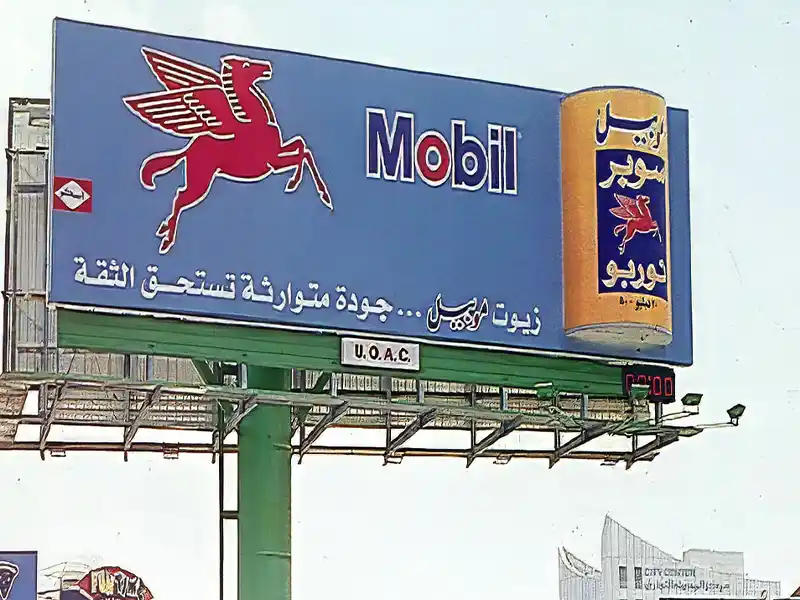 Mobil
موبيل
سوبر
توربو
زيوت موبيل ... جودة متوارثة تستحق الثقة
U.O.A.C.
CITY CENTER